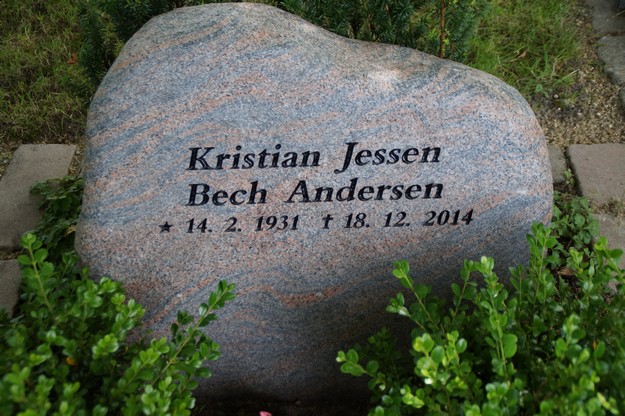 Kristian Jessen
Bech Andersen
★ 14. 2. 1931 ✝ 18. 12. 2014